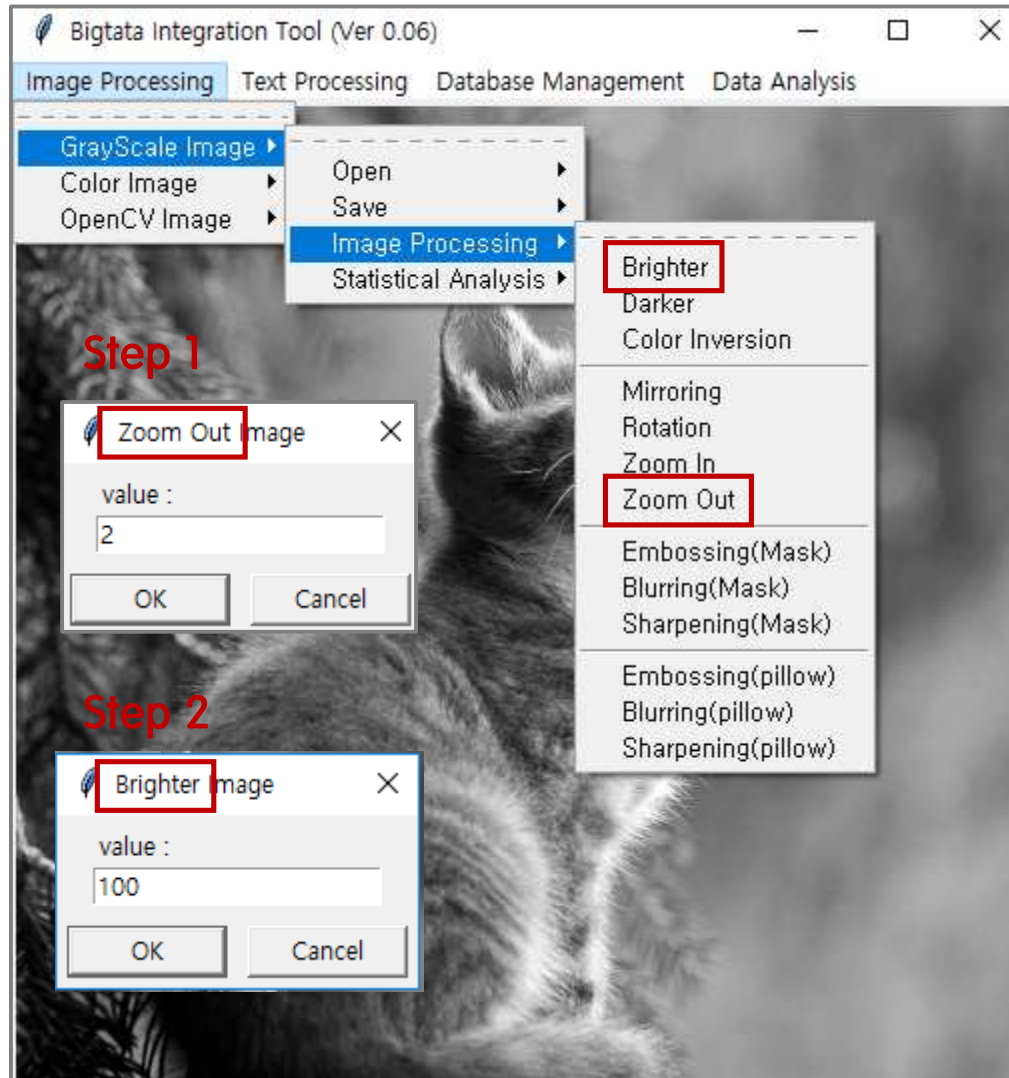 Bigtata Integration Tool (Ver 0.06)
Image Processing Text Processing Database Management Data Analysis
GrayScale Image
Color Image
OpenCV Image
Open
Save
Image Processing
Statistical Analysis
Brighter
Darker
Color Inversion
Mirroring
Rotation
Zoom In
Zoom Out
Embossing(Mask)
Blurring(Mask)
Sharpening(Mask)
Embossing(pillow)
Blurring(pillow)
Sharpening(pillow)
Step 1
Zoom Out Image
value :
2
OK Cancel
Step 2
Brighter Image
value :
100
OK Cancel